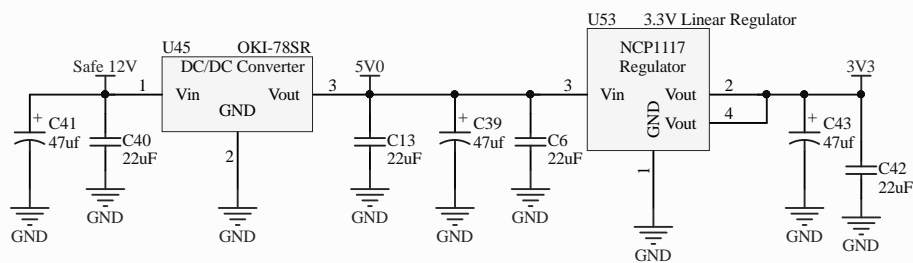 U45 OKI-78SR
DC/DC Converter
Safe 12V
1 Vin Vout 3
GND
2
GND
+ C41
47uf
GND
C40
22uF
GND
5V0
C13
22uF
GND
+ C39
47uf
GND
C6
22uF
GND
U53 3.3V Linear Regulator
NCP1117
Regulator
3 Vin Vout 2
Vout 4
GND
1
GND
3V3
+ C43
47uf
GND
C42
22uF
GND